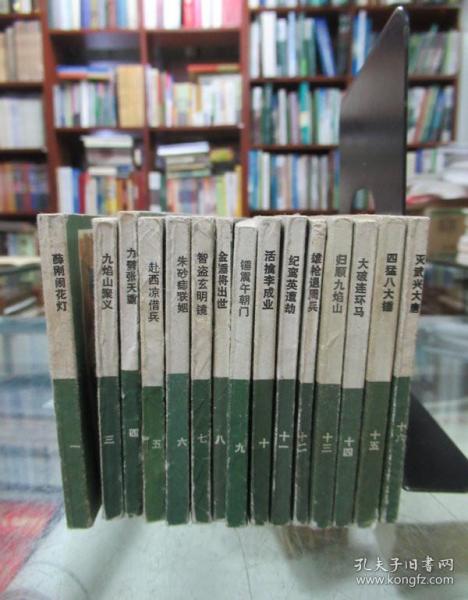 薛刚闹花灯
一
九焰山聚义
三
力劈张天霸
四
赴西凉借兵
五
朱砂痣联姻
六
智盗玄明镜
七
金灞将出世
八
锤震午朝门
九
活擒李成业
十
纪鸾英遭劫
十一
雄枪退周兵
十二
十三
归顺九焰山
十四
大破连环马
十五
四猛八大锤
十六
灭武兴大唐
孔夫子旧书网
www.kongfz.com